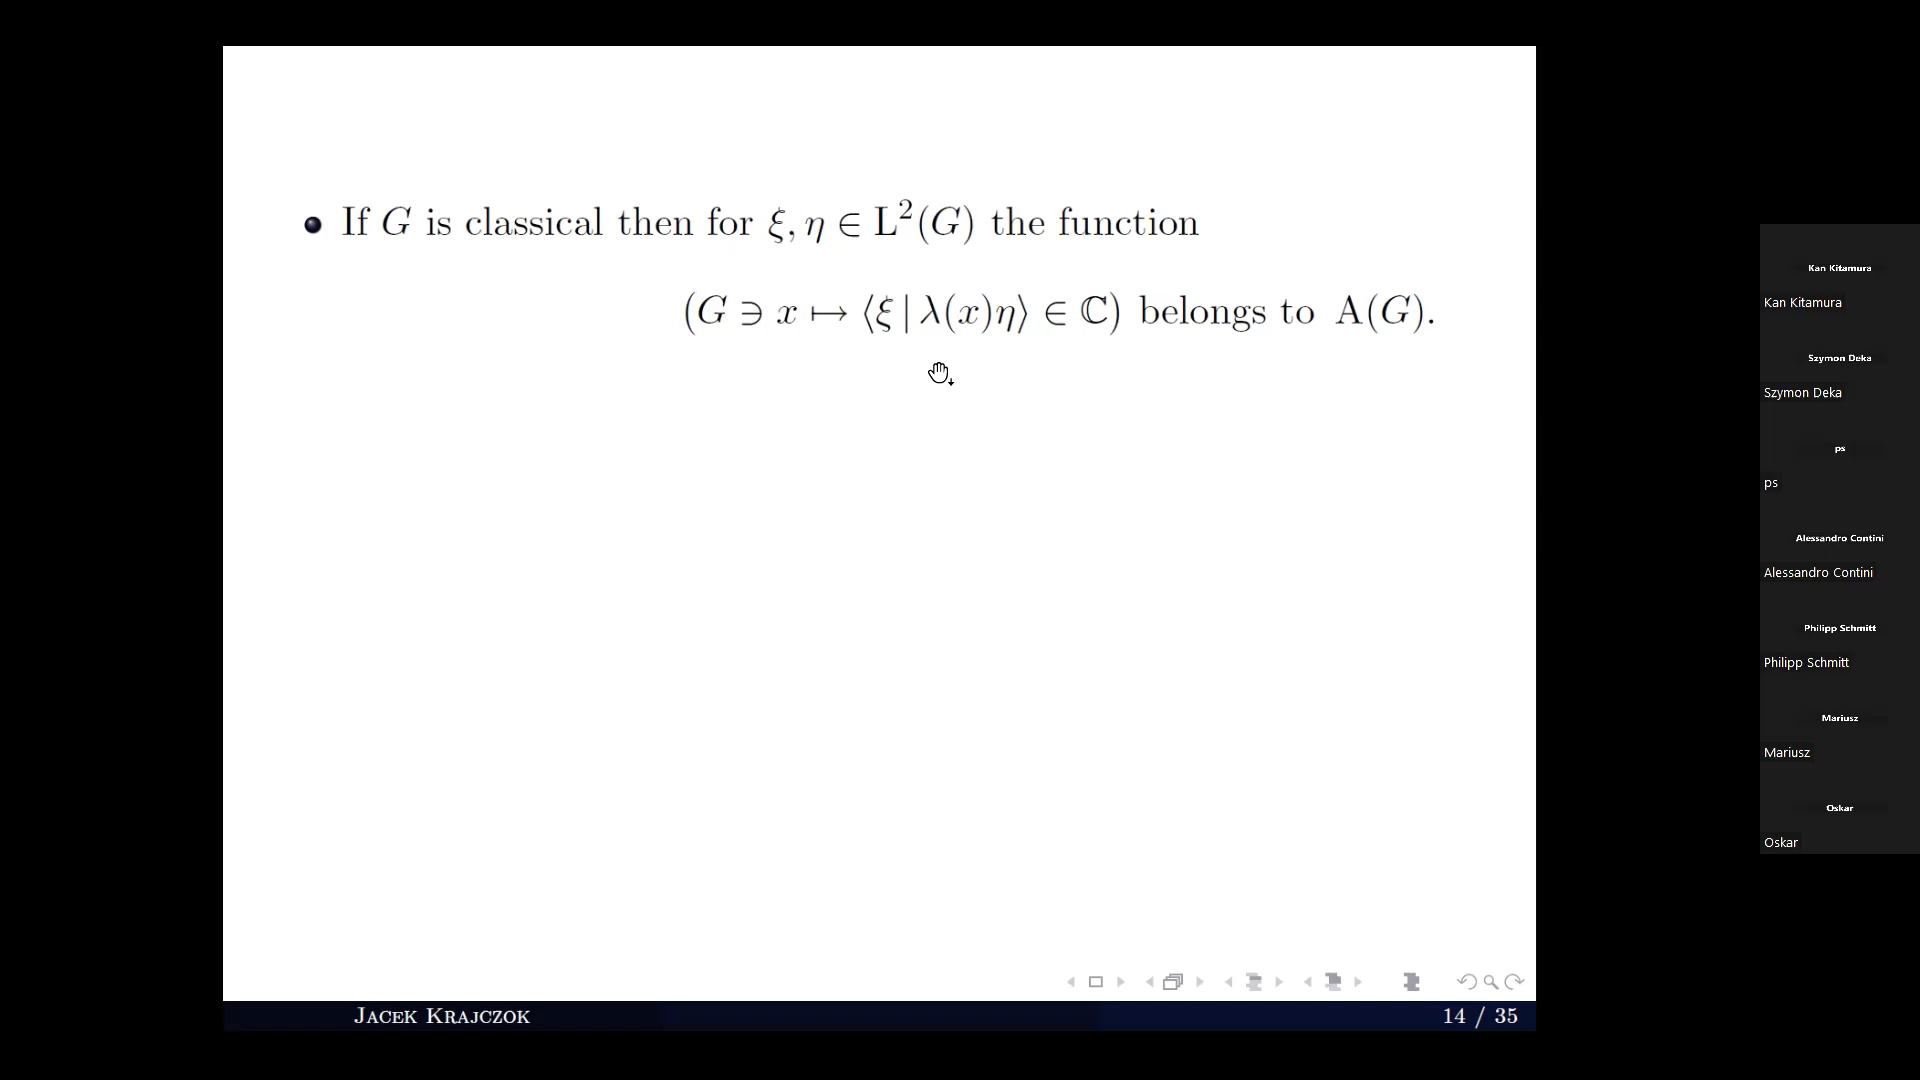 • If G is classical then for ξ, η ∈ L²(G) the function
(G ∋ x ↦ ⟨ξ | λ(x)η⟩ ∈ ℂ) belongs to A(G).
JACEK KRAJCZOK
14 / 35
Kan Kitamura
Kan Kitamura
Szymon Deka
Szymon Deka
ps
ps
Alessandro Contini
Alessandro Contini
Philipp Schmitt
Philipp Schmitt
Mariusz
Mariusz
Oskar
Oskar